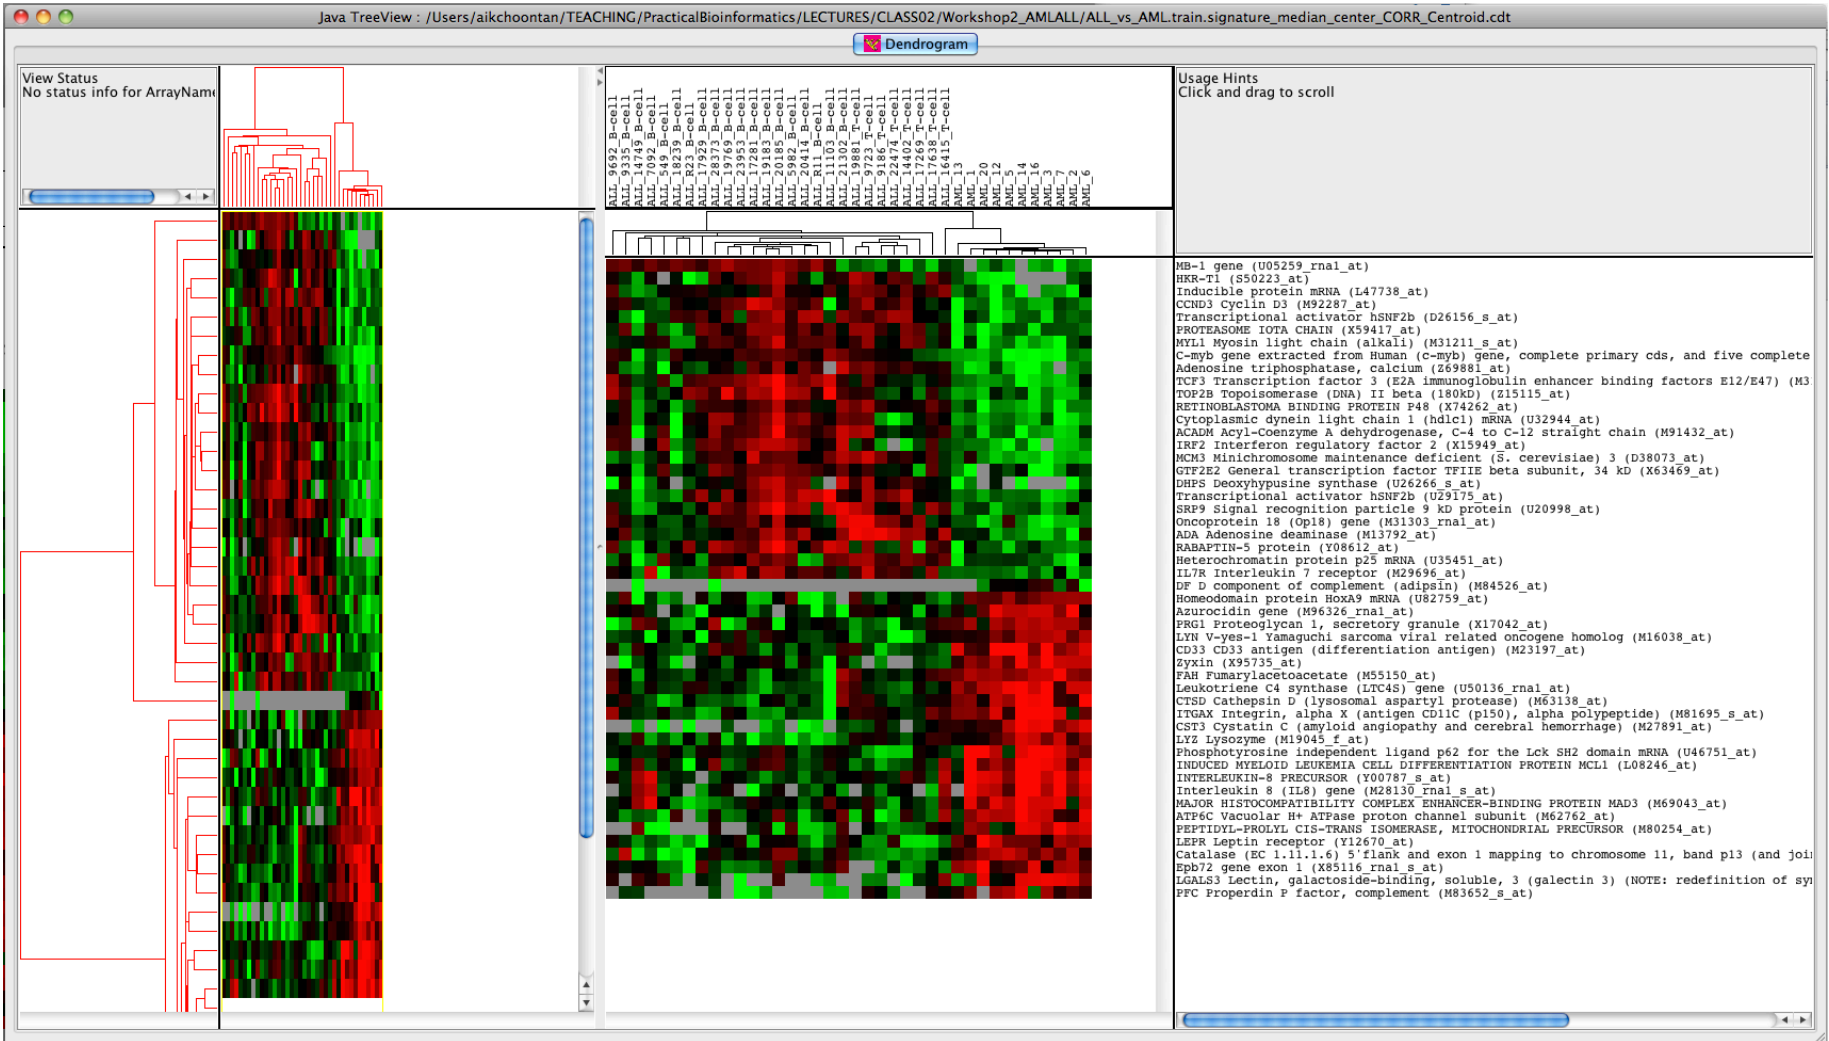 Java TreeView : /Users/aikchoontan/TEACHING/PracticalBioinformatics/LECTURES/CLASS02/Workshop2_AMLALL/ALL_vs_AML.train.signature_median_center_CORR_Centroid.cdt
Dendrogram
View Status
No status info for ArrayName
ALL_9692_B-cell
ALL_9335_B-cell
ALL_14749_B-cell
ALL_7092_B-cell
ALL_549_B-cell
ALL_18239_B-cell
ALL_R23_B-cell
ALL_17929_B-cell
ALL_28373_B-cell
ALL_19769_B-cell
ALL_23953_B-cell
ALL_17281_B-cell
ALL_19183_B-cell
ALL_20185_B-cell
ALL_5982_B-cell
ALL_20414_B-cell
ALL_R11_B-cell
ALL_11103_B-cell
ALL_21302_B-cell
ALL_19881_T-cell
ALL_9723_T-cell
ALL_9186_T-cell
ALL_22474_T-cell
ALL_14402_T-cell
ALL_17269_T-cell
ALL_17638_T-cell
ALL_16415_T-cell
AML_13
AML_1
AML_20
AML_12
AML_5
AML_14
AML_16
AML_3
AML_7
AML_2
AML_6
Usage Hints
Click and drag to scroll
MB-1 gene (U05259_rna1_at)
HKR-T1 (S50223_at)
Inducible protein mRNA (L47738_at)
CCND3 Cyclin D3 (M92287_at)
Transcriptional activator hSNF2b (D26156_s_at)
PROTEASOME IOTA CHAIN (X59417_at)
MYL1 Myosin light chain (alkali) (M31211_s_at)
C-myb gene extracted from Human (c-myb) gene, complete primary cds, and five complete
Adenosine triphosphatase, calcium (Z69881_at)
TCF3 Transcription factor 3 (E2A immunoglobulin enhancer binding factors E12/E47) (M3
TOP2B Topoisomerase (DNA) II beta (180kD) (Z15115_at)
RETINOBLASTOMA BINDING PROTEIN P48 (X74262_at)
Cytoplasmic dynein light chain 1 (hdlc1) mRNA (U32944_at)
ACADM Acyl-Coenzyme A dehydrogenase, C-4 to C-12 straight chain (M91432_at)
IRF2 Interferon regulatory factor 2 (X15949_at)
MCM3 Minichromosome maintenance deficient (S. cerevisiae) 3 (D38073_at)
GTF2E2 General transcription factor TFIIE beta subunit, 34 kD (X63469_at)
DHPS Deoxyhypusine synthase (U26266_s_at)
Transcriptional activator hSNF2b (U29175_at)
SRP9 Signal recognition particle 9 kD protein (U20998_at)
Oncoprotein 18 (Op18) gene (M31303_rna1_at)
ADA Adenosine deaminase (M13792_at)
RABAPTIN-5 protein (Y08612_at)
Heterochromatin protein p25 mRNA (U35451_at)
IL7R Interleukin 7 receptor (M29696_at)
DF D component of complement (adipsin) (M84526_at)
Homeodomain protein HoxA9 mRNA (U82759_at)
Azurocidin gene (M96326_rna1_at)
PRG1 Proteoglycan 1, secretory granule (X17042_at)
LYN V-yes-1 Yamaguchi sarcoma viral related oncogene homolog (M16038_at)
CD33 CD33 antigen (differentiation antigen) (M23197_at)
Zyxin (X95735_at)
FAH Fumarylacetoacetate (M55150_at)
Leukotriene C4 synthase (LTC4S) gene (U50136_rna1_at)
CTSD Cathepsin D (lysosomal aspartyl protease) (M63138_at)
ITGAX Integrin, alpha X (antigen CD11C (p150), alpha polypeptide) (M81695_s_at)
CST3 Cystatin C (amyloid angiopathy and cerebral hemorrhage) (M27891_at)
LYZ Lysozyme (M19045_f_at)
Phosphotyrosine independent ligand p62 for the Lck SH2 domain mRNA (U46751_at)
INDUCED MYELOID LEUKEMIA CELL DIFFERENTIATION PROTEIN MCL1 (L08246_at)
INTERLEUKIN-8 PRECURSOR (Y00787_s_at)
Interleukin 8 (IL8) gene (M28130_rna1_s_at)
MAJOR HISTOCOMPATIBILITY COMPLEX ENHANCER-BINDING PROTEIN MAD3 (M69043_at)
ATP6C Vacuolar H+ ATPase proton channel subunit (M62762_at)
PEPTIDYL-PROLYL CIS-TRANS ISOMERASE, MITOCHONDRIAL PRECURSOR (M80254_at)
LEPR Leptin receptor (Y12670_at)
Catalase (EC 1.11.1.6) 5'flank and exon 1 mapping to chromosome 11, band p13 (and joi
Epb72 gene exon 1 (X85116_rna1_s_at)
LGALS3 Lectin, galactoside-binding, soluble, 3 (galectin 3) (NOTE: redefinition of sy
PFC Properdin P factor, complement (M83652_s_at)